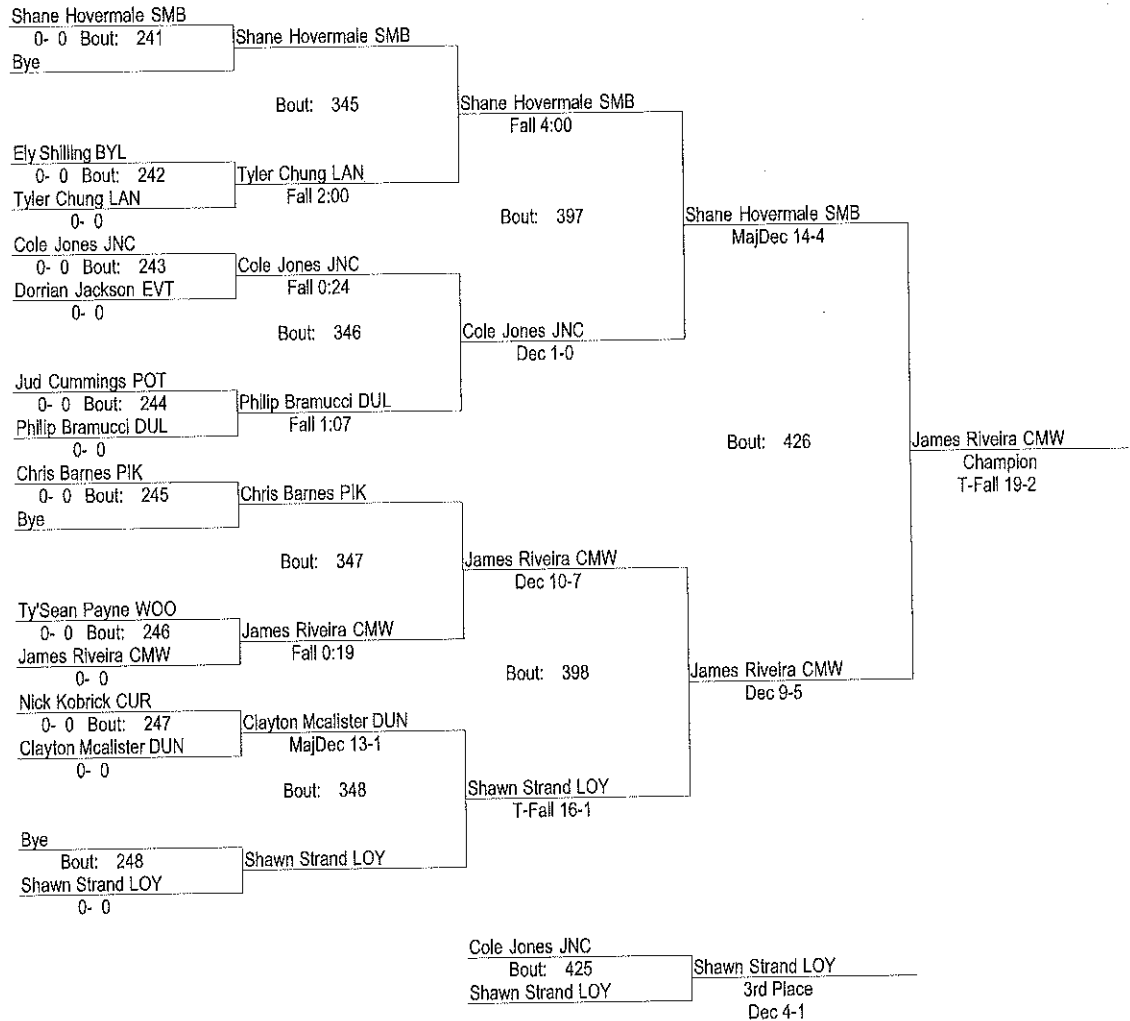 Shane Hovermale SMB
0- 0 Bout: 241
Bye
Shane Hovermale SMB
Bout: 345
Ely Shilling BYL
0- 0 Bout: 242
Tyler Chung LAN
0- 0
Tyler Chung LAN
Fall 2:00
Shane Hovermale SMB
Fall 4:00
Bout: 397
Cole Jones JNC
0- 0 Bout: 243
Dorrian Jackson EVT
0- 0
Cole Jones JNC
Fall 0:24
Bout: 346
Jud Cummings POT
0- 0 Bout: 244
Philip Bramucci DUL
0- 0
Philip Bramucci DUL
Fall 1:07
Cole Jones JNC
Dec 1-0
Shane Hovermale SMB
MajDec 14-4
Bout: 426
James Riveira CMW
Champion
T-Fall 19-2
Chris Barnes PIK
0- 0 Bout: 245
Bye
Chris Barnes PIK
Bout: 347
Ty'Sean Payne WOO
0- 0 Bout: 246
James Riveira CMW
0- 0
James Riveira CMW
Fall 0:19
James Riveira CMW
Dec 10-7
Bout: 398
James Riveira CMW
Dec 9-5
Nick Kobrick CUR
0- 0 Bout: 247
Clayton Mcalister DUN
0- 0
Clayton Mcalister DUN
MajDec 13-1
Bout: 348
Shawn Strand LOY
T-Fall 16-1
Bye
Bout: 248
Shawn Strand LOY
0- 0
Shawn Strand LOY
Cole Jones JNC
Bout: 425
Shawn Strand LOY
Shawn Strand LOY
3rd Place
Dec 4-1